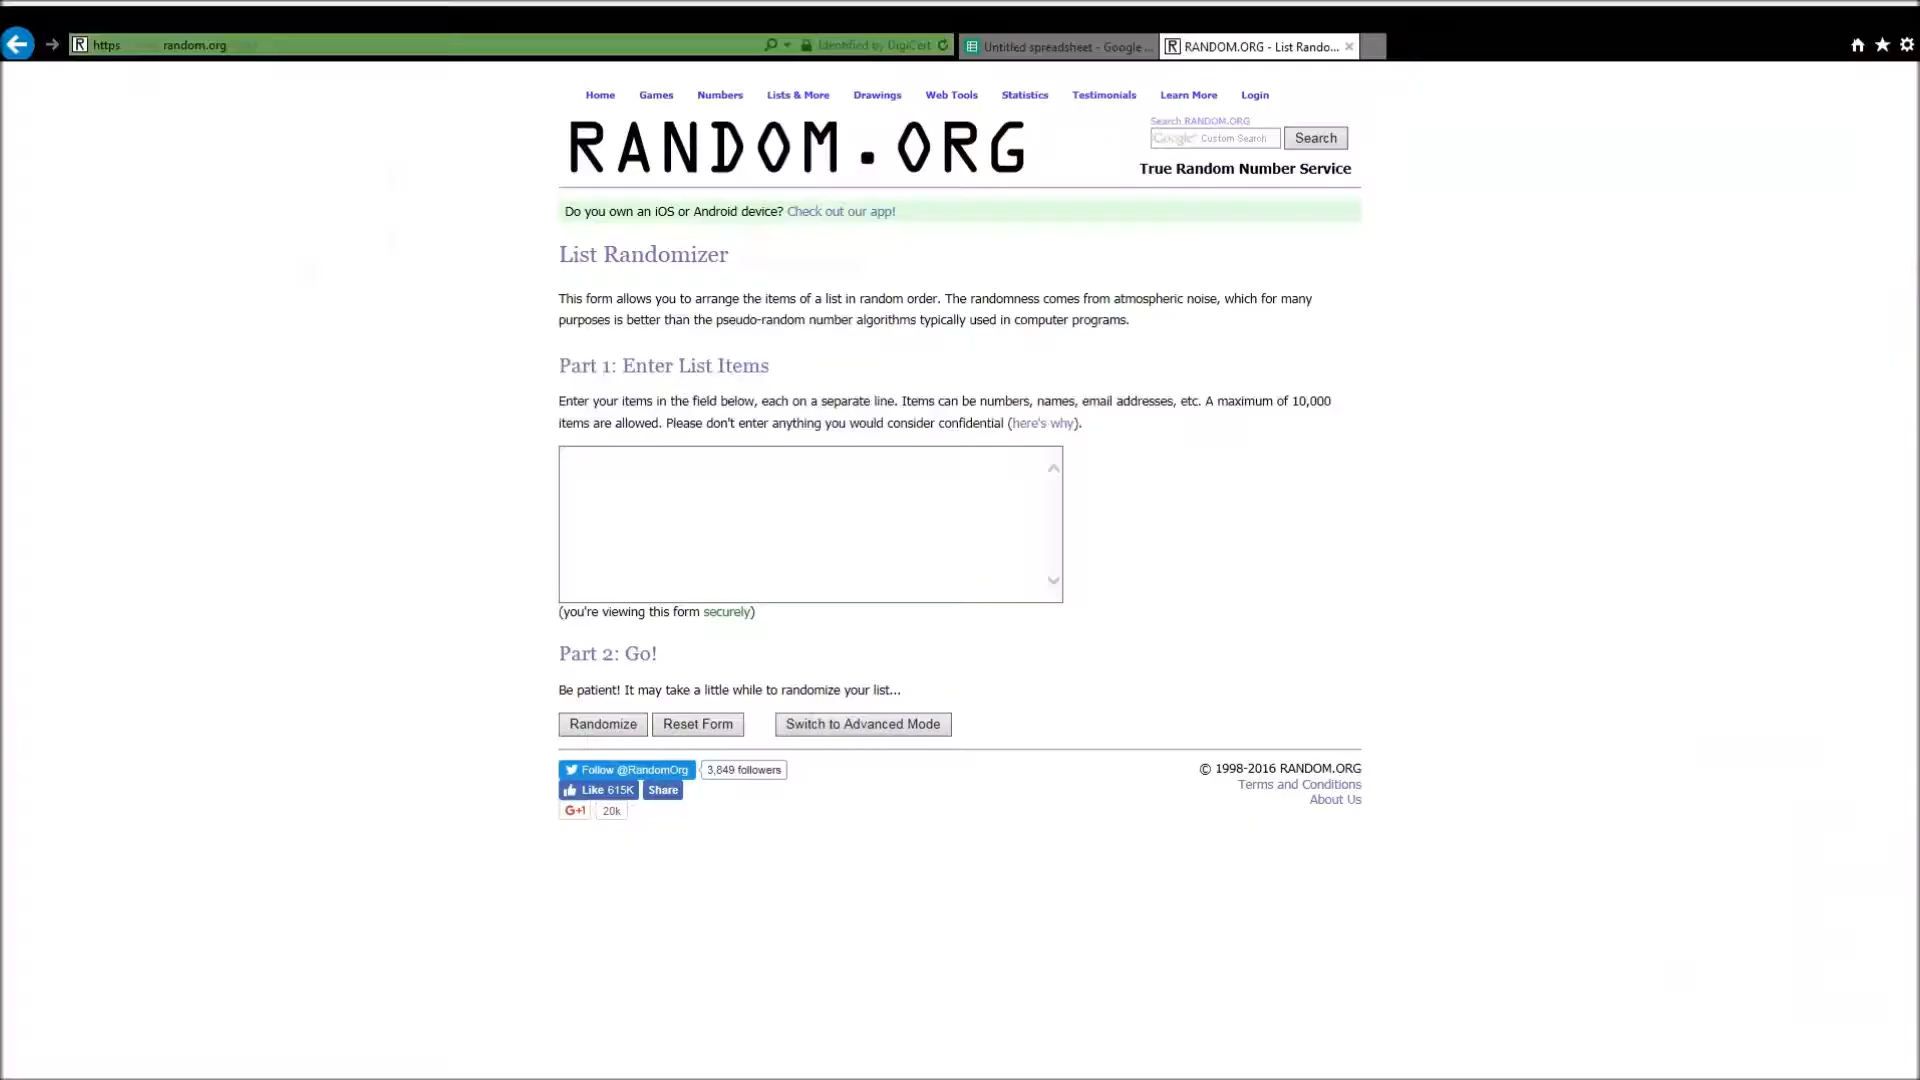 https random.org Identified by DigiCert Untitled spreadsheet - Google ... RANDOM.ORG - List Rando...
Home Games Numbers Lists & More Drawings Web Tools Statistics Testimonials Learn More Login
Search RANDOM.ORG
RANDOM.ORG
Google Custom Search Search
True Random Number Service
Do you own an iOS or Android device? Check out our app!
List Randomizer
This form allows you to arrange the items of a list in random order. The randomness comes from atmospheric noise, which for many
purposes is better than the pseudo-random number algorithms typically used in computer programs.
Part 1: Enter List Items
Enter your items in the field below, each on a separate line. Items can be numbers, names, email addresses, etc. A maximum of 10,000
items are allowed. Please don't enter anything you would consider confidential (here's why).
(you're viewing this form securely)
Part 2: Go!
Be patient! It may take a little while to randomize your list...
Randomize Reset Form Switch to Advanced Mode
Follow @RandomOrg 3,849 followers
Like 615K Share
G+1 20k
© 1998-2016 RANDOM.ORG
Terms and Conditions
About Us